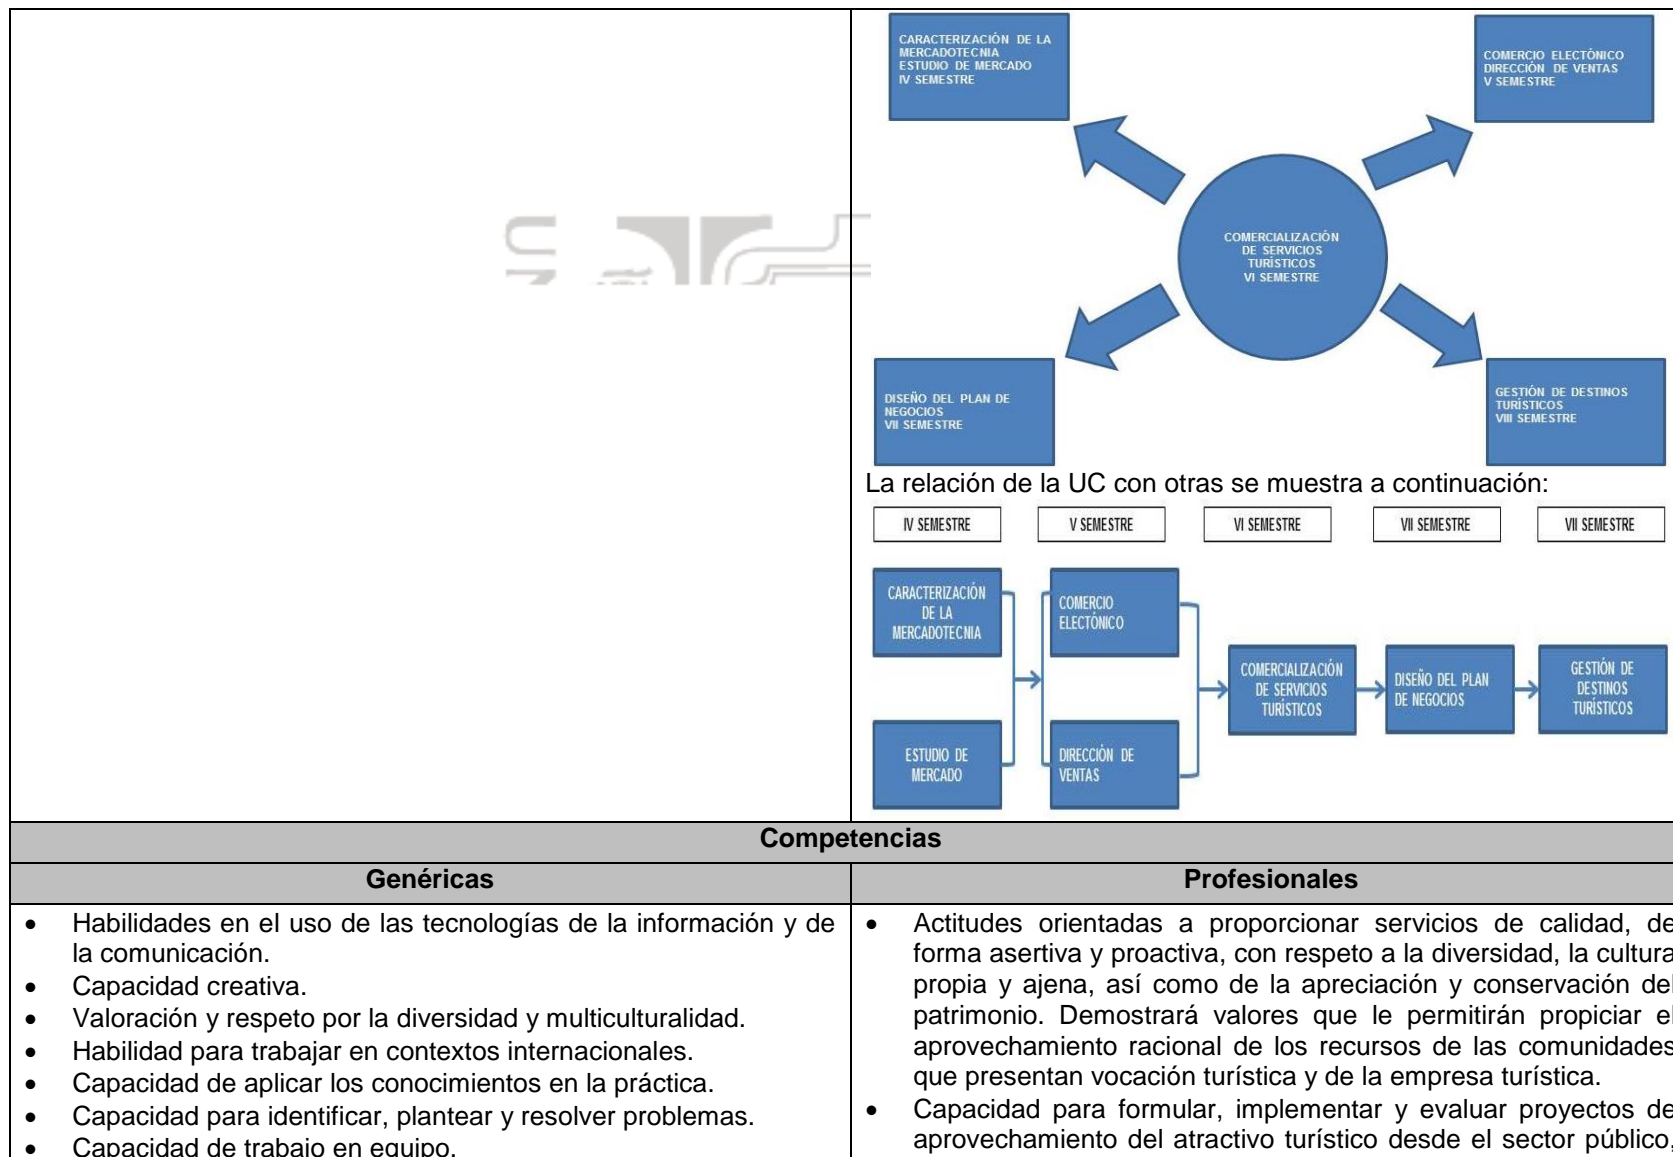 CARACTERIZACIÓN DE LA
MERCADOTECNIA
ESTUDIO DE MERCADO
IV SEMESTRE
COMERCIO ELECTÓNICO
DIRECCIÓN DE VENTAS
V SEMESTRE
COMERCIALIZACIÓN
DE SERVICIOS
TURÍSTICOS
VI SEMESTRE
DISEÑO DEL PLAN DE
NEGOCIOS
VII SEMESTRE
GESTIÓN DE DESTINOS
TURÍSTICOS
VIII SEMESTRE
La relación de la UC con otras se muestra a continuación:
IV SEMESTRE
V SEMESTRE
VI SEMESTRE
VII SEMESTRE
VII SEMESTRE
CARACTERIZACIÓN
DE LA
MERCADOTECNIA
ESTUDIO DE
MERCADO
COMERCIO
ELECTÓNICO
DIRECCIÓN DE
VENTAS
COMERCIALIZACIÓN
DE SERVICIOS
TURÍSTICOS
DISEÑO DEL PLAN
DE NEGOCIOS
GESTIÓN DE
DESTINOS
TURÍSTICOS
Competencias
Genéricas
Profesionales
• Habilidades en el uso de las tecnologías de la información y de
la comunicación.
• Capacidad creativa.
• Valoración y respeto por la diversidad y multiculturalidad.
• Habilidad para trabajar en contextos internacionales.
• Capacidad de aplicar los conocimientos en la práctica.
• Capacidad para identificar, plantear y resolver problemas.
• Capacidad de trabajo en equipo.
• Actitudes orientadas a proporcionar servicios de calidad, de
forma asertiva y proactiva, con respeto a la diversidad, la cultura
propia y ajena, así como de la apreciación y conservación del
patrimonio. Demostrará valores que le permitirán propiciar el
aprovechamiento racional de los recursos de las comunidades
que presentan vocación turística y de la empresa turística.
• Capacidad para formular, implementar y evaluar proyectos de
aprovechamiento del atractivo turístico desde el sector público,